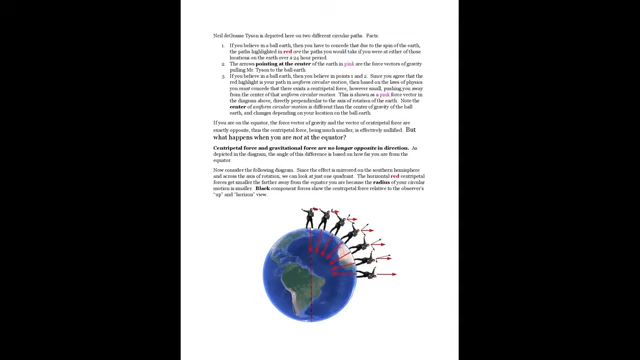 Neil deGrasse Tyson is depicted here on two different circular paths. Facts:
1. If you believe in a ball earth, then you have to concede that due to the spin of the earth,
the paths highlighted in red are the paths you would take if you were at either of those
locations on the earth over a 24 hour period.
2. The arrows pointing at the center of the earth in pink are the force vectors of gravity
pulling Mr. Tyson to the ball earth.
3. If you believe in a ball earth, then you believe in points 1 and 2. Since you agree that the
red highlight is your path in uniform circular motion, then based on the laws of physics
you must concede that there exists a centripetal force, however small, pushing you away
from the center of that uniform circular motion. This is shown as a pink force vector in
the diagram above, directly perpendicular to the axis of rotation of the earth. Note the
center of uniform circular motion is different than the center of gravity of the ball
earth, and changes depending on your location on the ball earth.
If you are on the equator, the force vector of gravity and the vector of centripetal force are
exactly opposite, thus the centripetal force, being much smaller, is effectively nullified. But
what happens when you are not at the equator?
Centripetal force and gravitational force are no longer opposite in direction. As
depicted in the diagram, the angle of this difference is based on how far you are from the
equator.
Now consider the following diagram. Since the effect is mirrored on the southern hemisphere
and across the axis of rotation, we can look at just one quadrant. The horizontal red centripetal
forces get smaller the farther away from the equator you are because the radius of your circular
motion is smaller. Black component forces show the centripetal force relative to the observer's
"up" and "horizon" view.